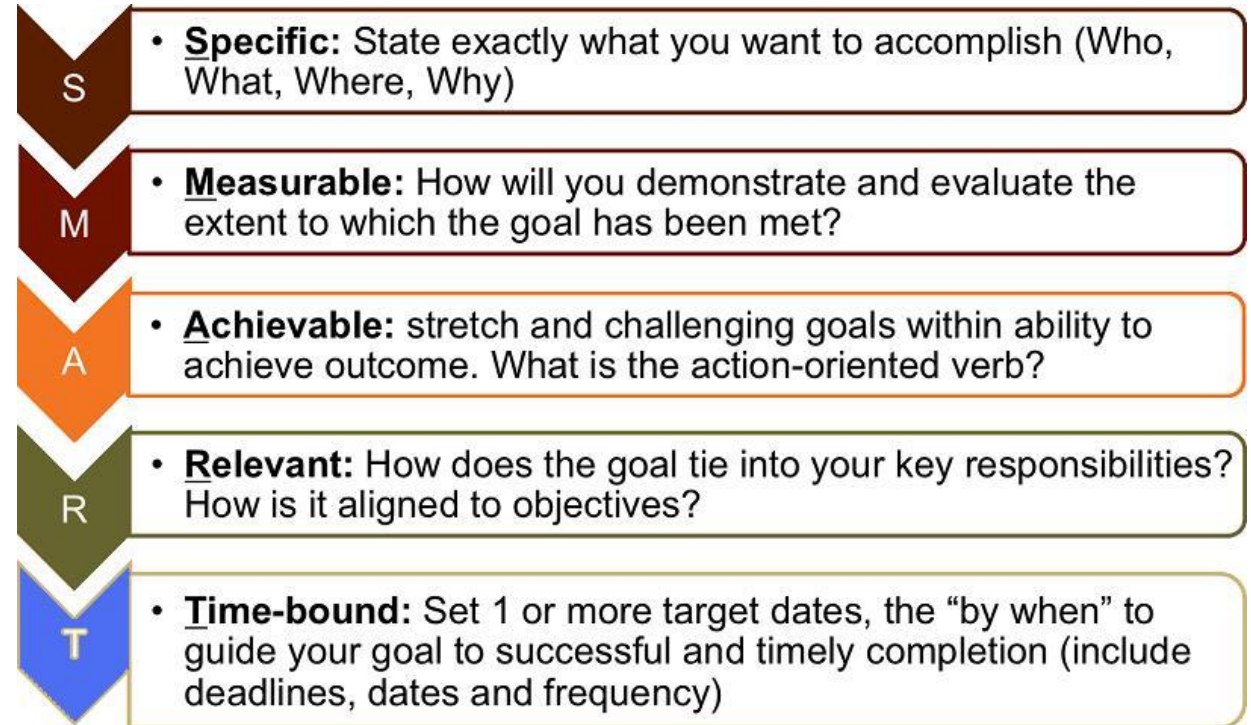 S
• Specific: State exactly what you want to accomplish (Who,
What, Where, Why)
M
• Measurable: How will you demonstrate and evaluate the
extent to which the goal has been met?
A
• Achievable: stretch and challenging goals within ability to
achieve outcome. What is the action-oriented verb?
R
• Relevant: How does the goal tie into your key responsibilities?
How is it aligned to objectives?
T
• Time-bound: Set 1 or more target dates, the “by when” to
guide your goal to successful and timely completion (include
deadlines, dates and frequency)